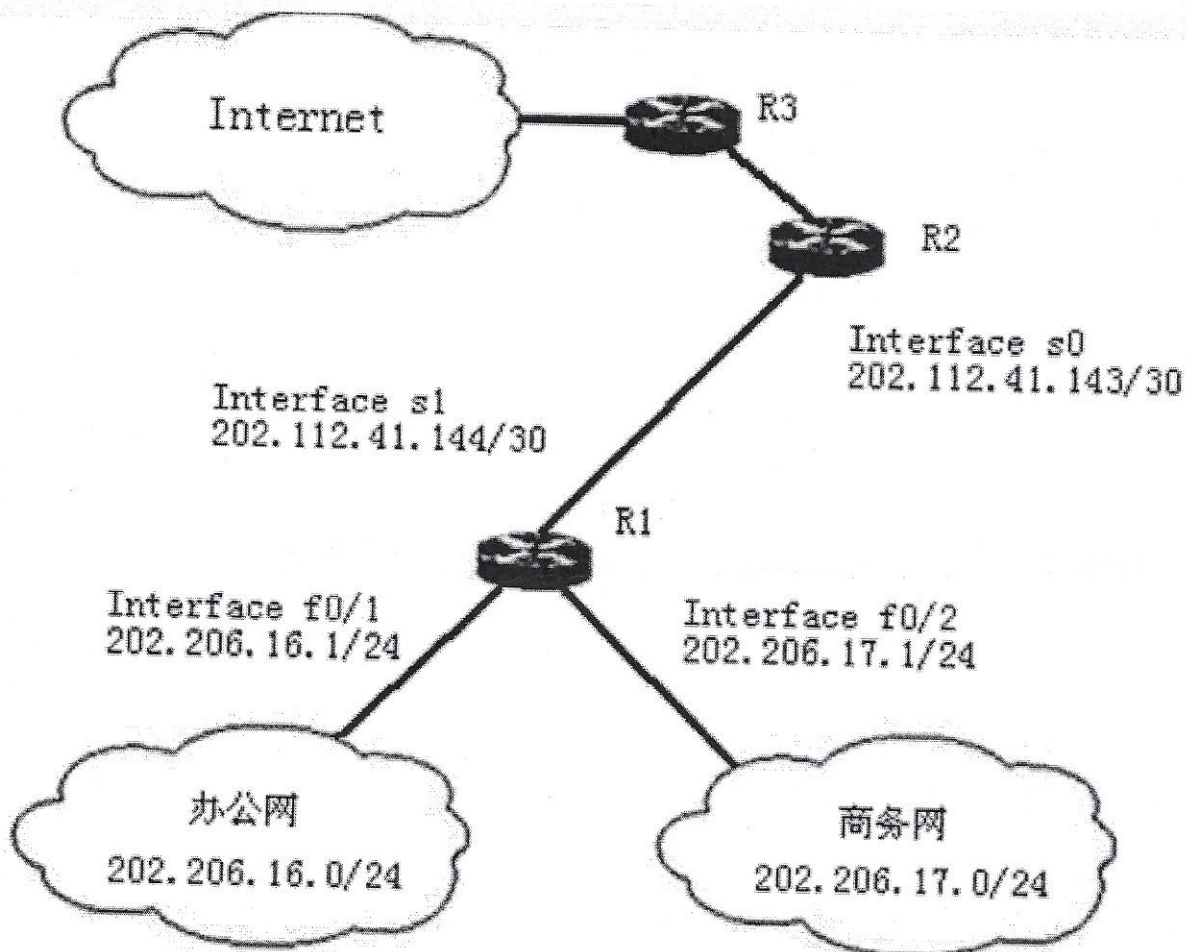 Internet
R3
R2
Interface s0
202.112.41.143/30
Interface s1
202.112.41.144/30
R1
Interface f0/1
202.206.16.1/24
Interface f0/2
202.206.17.1/24
办公网
202.206.16.0/24
商务网
202.206.17.0/24